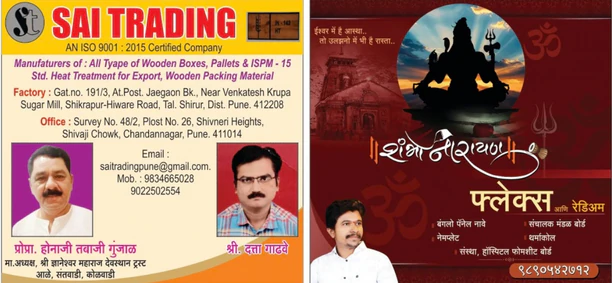 St
SAI TRADING
AN ISO 9001 : 2015 Certified Company
Manufacturers of : All Tyape of Wooden Boxes, Pallets & ISPM - 15
Std. Heat Treatment for Export, Wooden Packing Material
Factory : Gat.no. 191/3, At.Post. Jaegaon Bk., Near Venkatesh Krupa
Sugar Mill, Shikrapur-Hiware Road, Tal. Shirur, Dist. Pune. 412208
Office : Survey No. 48/2, Plost No. 26, Shivneri Heights,
Shivaji Chowk, Chandannagar, Pune. 411014
Email :
saitradingpune@gmail.com.
Mob. : 9834665028
9022502554
प्रोप्रा. होनाजी तवाजी गुंजाळ
मा.अध्यक्ष, श्री ज्ञानेश्वर महाराज देवस्थान ट्रस्ट
आळे, संतवाडी, कोळवाडी
श्री. दत्ता गाढवे
ईश्वर में है आस्था..
.. तो उलझनो में भी है रास्ता..
॥ शंभो नारायण ॥
फ्लेक्स आणि रेडिअम
बंगलो पॅनेल नावे
संचालक मंडळ बोर्ड
नेमप्लेट
थर्माकोल
संस्था, हॉस्पिटल फोमशीट बोर्ड
९८९०५४२७१२